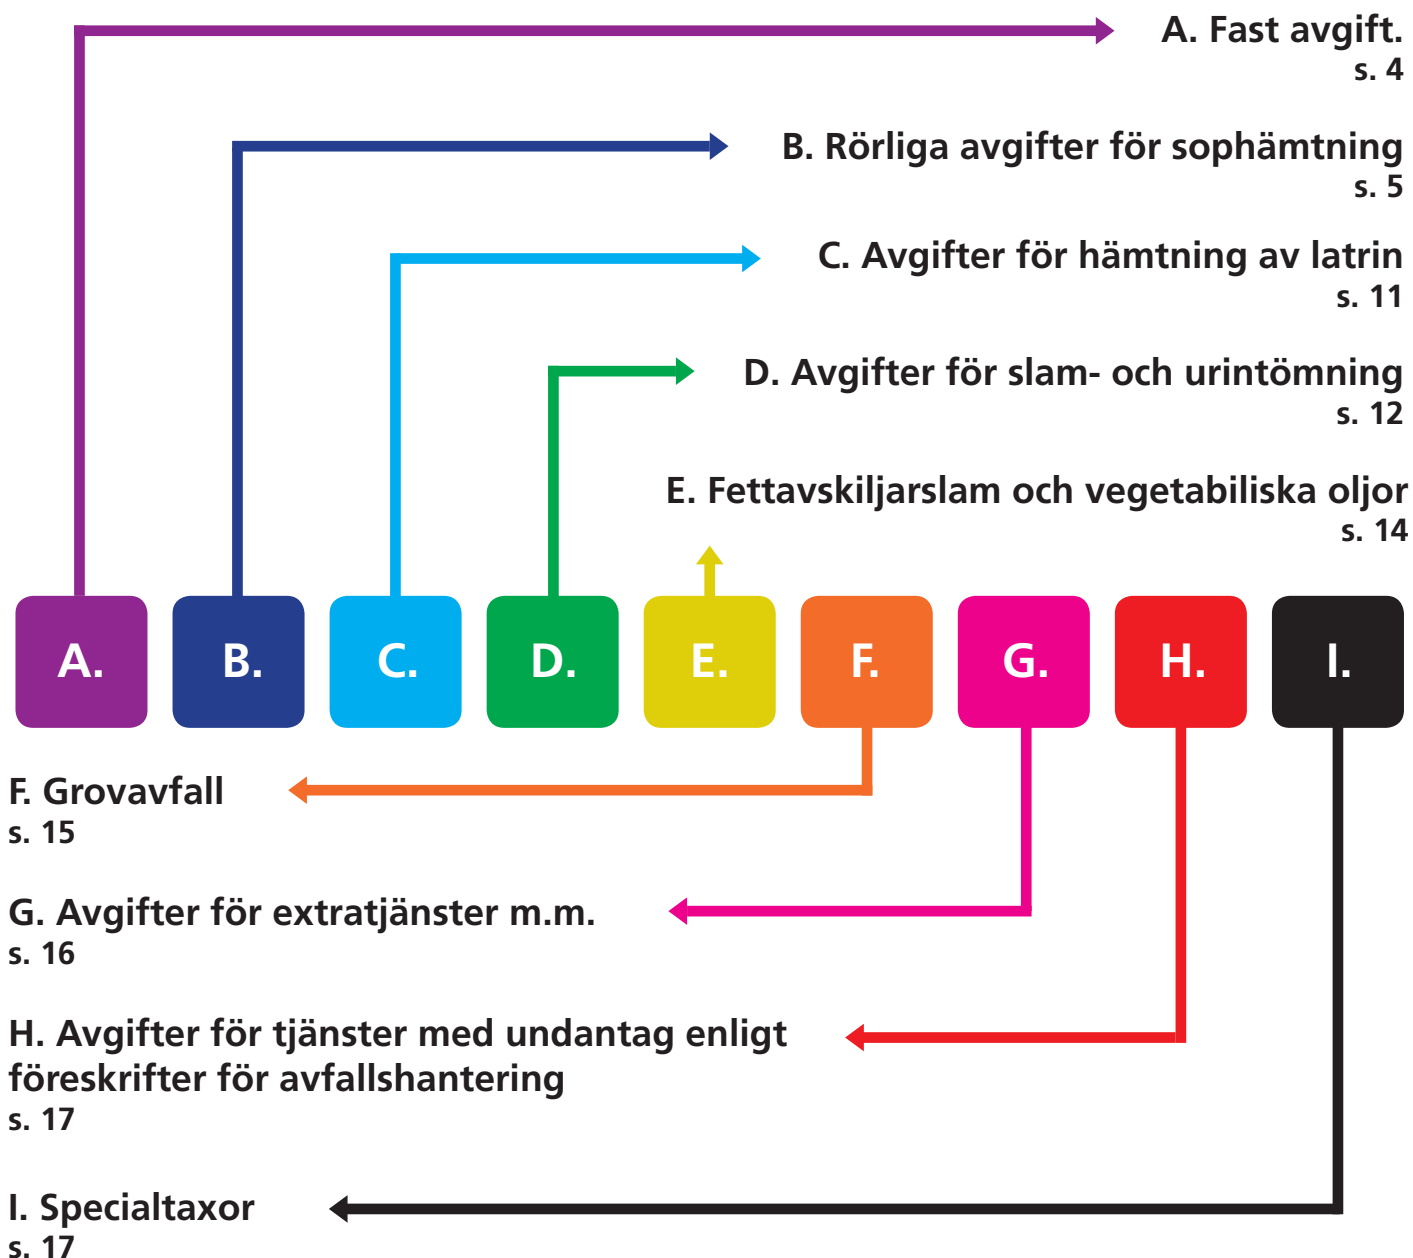 A. Fast avgift.
s. 4
B. Rörliga avgifter för sophämtning
s. 5
C. Avgifter för hämtning av latrin
s. 11
D. Avgifter för slam- och urintömning
s. 12
E. Fettavskiljarslam och vegetabiliska oljor
s. 14
A. B. C. D. E. F. G. H. I.
F. Grovavfall
s. 15
G. Avgifter för extratjänster m.m.
s. 16
H. Avgifter för tjänster med undantag enligt
föreskrifter för avfallshantering
s. 17
I. Specialtaxor
s. 17